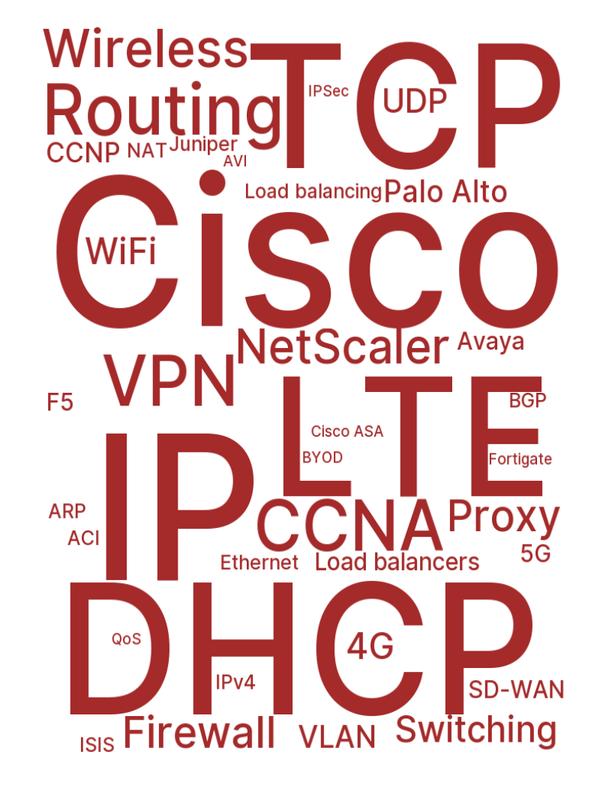 Wireless
TCP
IPSec
UDP
Routing
CCNP
NAT
Juniper
AVI
Load balancing
Palo Alto
Cisco
WiFi
NetScaler
Avaya
VPN
LTE
F5
BGP
Cisco ASA
BYOD
Fortigate
IP
CCNA
Proxy
ARP
ACI
Ethernet
Load balancers
5G
DHCP
QoS
4G
IPv4
SD-WAN
Firewall
VLAN
Switching
ISIS